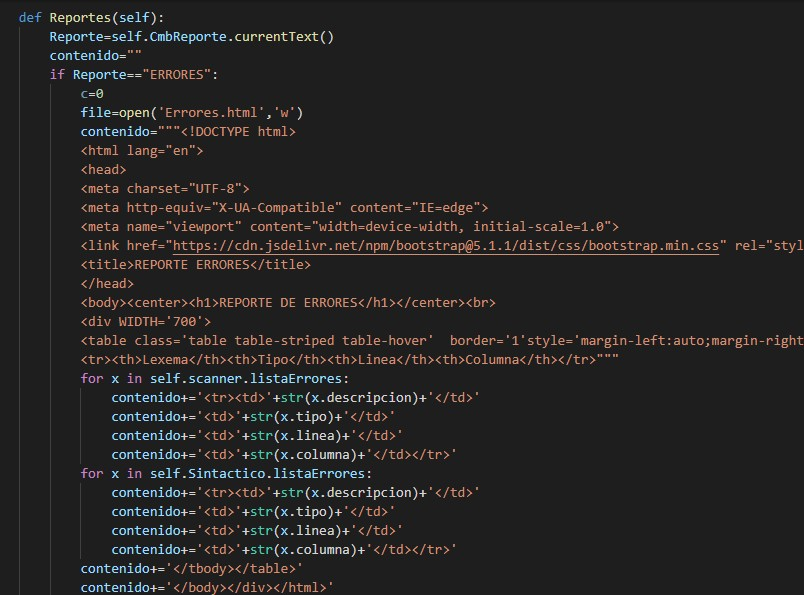 def Reportes(self):
    Reporte=self.CmbReporte.currentText()
    contenido=""
    if Reporte=="ERRORES":
        c=0
        file=open('Errores.html','w')
        contenido="""<!DOCTYPE html>
        <html lang="en">
        <head>
        <meta charset="UTF-8">
        <meta http-equiv="X-UA-Compatible" content="IE=edge">
        <meta name="viewport" content="width=device-width, initial-scale=1.0">
        <link href="https://cdn.jsdelivr.net/npm/bootstrap@5.1.1/dist/css/bootstrap.min.css" rel="styl
        <title>REPORTE ERRORES</title>
        </head>
        <body><center><h1>REPORTE DE ERRORES</h1></center><br>
        <div WIDTH='700'>
        <table class='table table-striped table-hover'  border='1'style='margin-left:auto;margin-right
        <tr><th>Lexema</th><th>Tipo</th><th>Linea</th><th>Columna</th></tr>"""
        for x in self.scanner.listaErrores:
            contenido+='<tr><td>'+str(x.descripcion)+'</td>'
            contenido+='<td>'+str(x.tipo)+'</td>'
            contenido+='<td>'+str(x.linea)+'</td>'
            contenido+='<td>'+str(x.columna)+'</td></tr>'
        for x in self.Sintactico.listaErrores:
            contenido+='<tr><td>'+str(x.descripcion)+'</td>'
            contenido+='<td>'+str(x.tipo)+'</td>'
            contenido+='<td>'+str(x.linea)+'</td>'
            contenido+='<td>'+str(x.columna)+'</td></tr>'
        contenido+='</tbody></table>'
        contenido+='</body></div></html>'